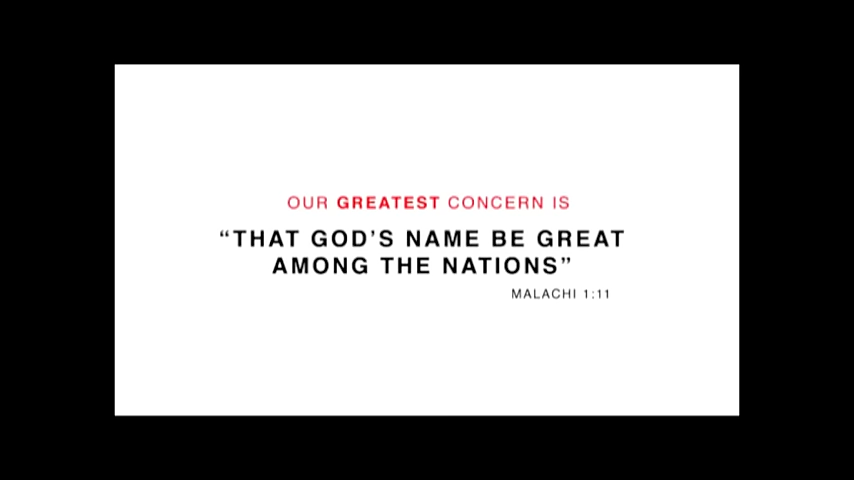 OUR GREATEST CONCERN IS
“THAT GOD’S NAME BE GREAT
AMONG THE NATIONS”
MALACHI 1:11